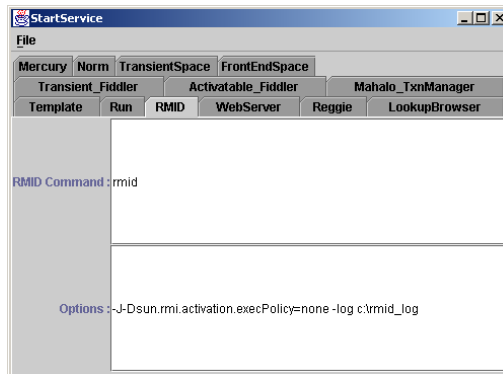 StartService
File
Mercury Norm TransientSpace FrontEndSpace
Transient_Fiddler Activatable_Fiddler Mahalo_TxnManager
Template Run RMID WebServer Reggie LookupBrowser
RMID Command : rmid
Options : -J-Dsun.rmi.activation.execPolicy=none -log c:\rmid_log